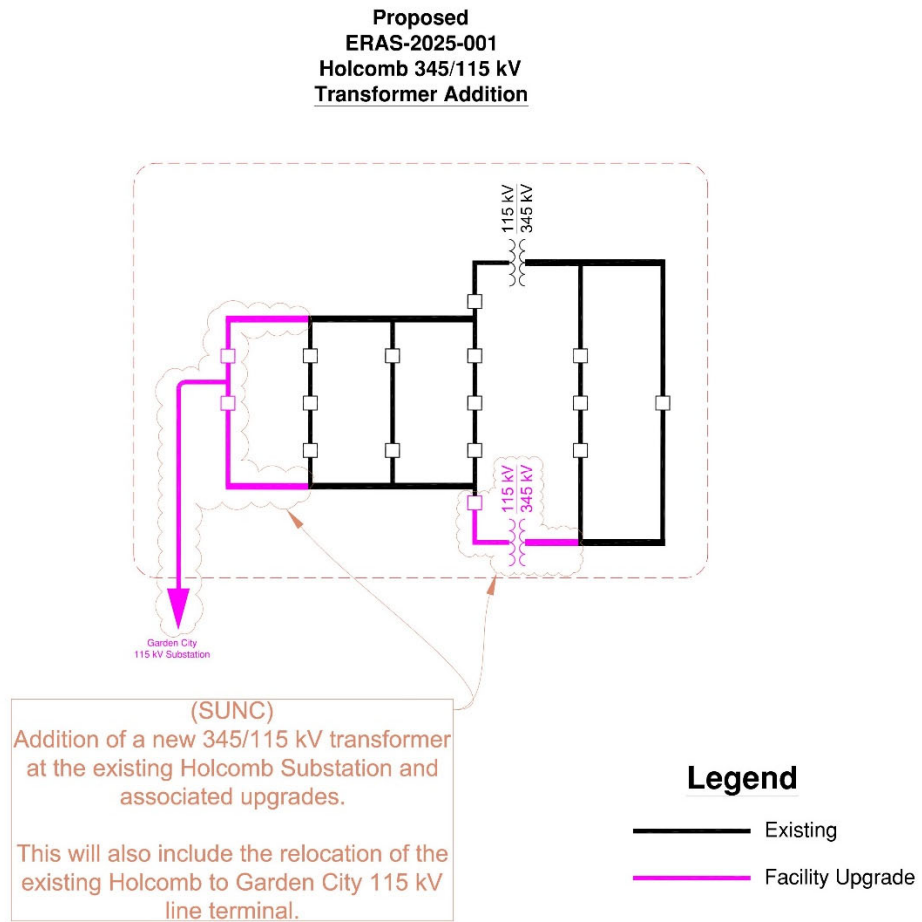 Proposed
ERAS-2025-001
Holcomb 345/115 kV
Transformer Addition
115 kV
345 kV
115 kV
345 kV
Garden City
115 kV Substation
(SUNC)
Addition of a new 345/115 kV transformer
at the existing Holcomb Substation and
associated upgrades.
This will also include the relocation of the
existing Holcomb to Garden City 115 kV
line terminal.
Legend
Existing
Facility Upgrade